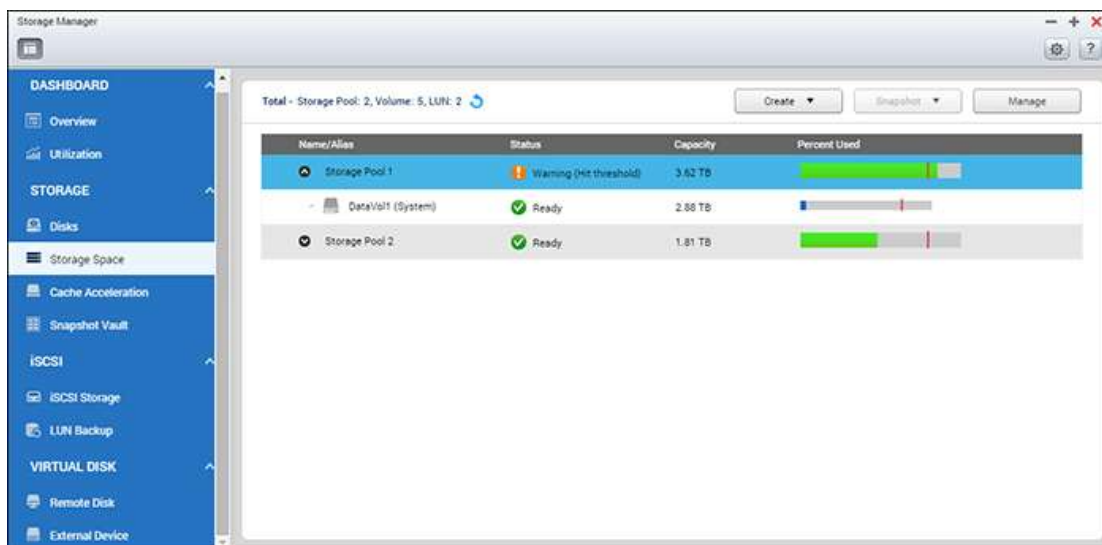 Storage Manager
DASHBOARD
Overview
Utilization
STORAGE
Disks
Storage Space
Cache Acceleration
Snapshot Vault
iSCSI
iSCSI Storage
LUN Backup
VIRTUAL DISK
Remote Disk
External Device
Total - Storage Pool: 2, Volume: 5, LUN: 2
Create
Snapshot
Manage
Name/Alias Status Capacity Percent Used
Storage Pool 1 Warning (Hit threshold) 3.62 TB
DataVol1 (System) Ready 2.88 TB
Storage Pool 2 Ready 1.81 TB